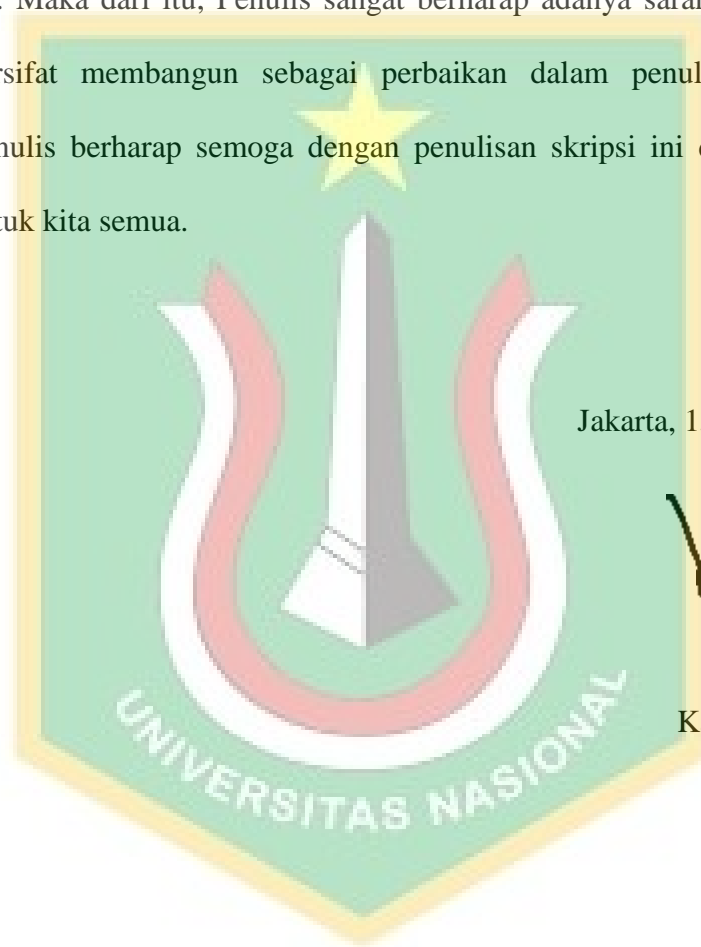 . Maka dari itu, Penulis sangat berharap adanya saran
rsifat membangun sebagai perbaikan dalam penul
nulis berharap semoga dengan penulisan skripsi ini
tuk kita semua.
Jakarta, 1
K
UNIVERSITAS NASIONAL